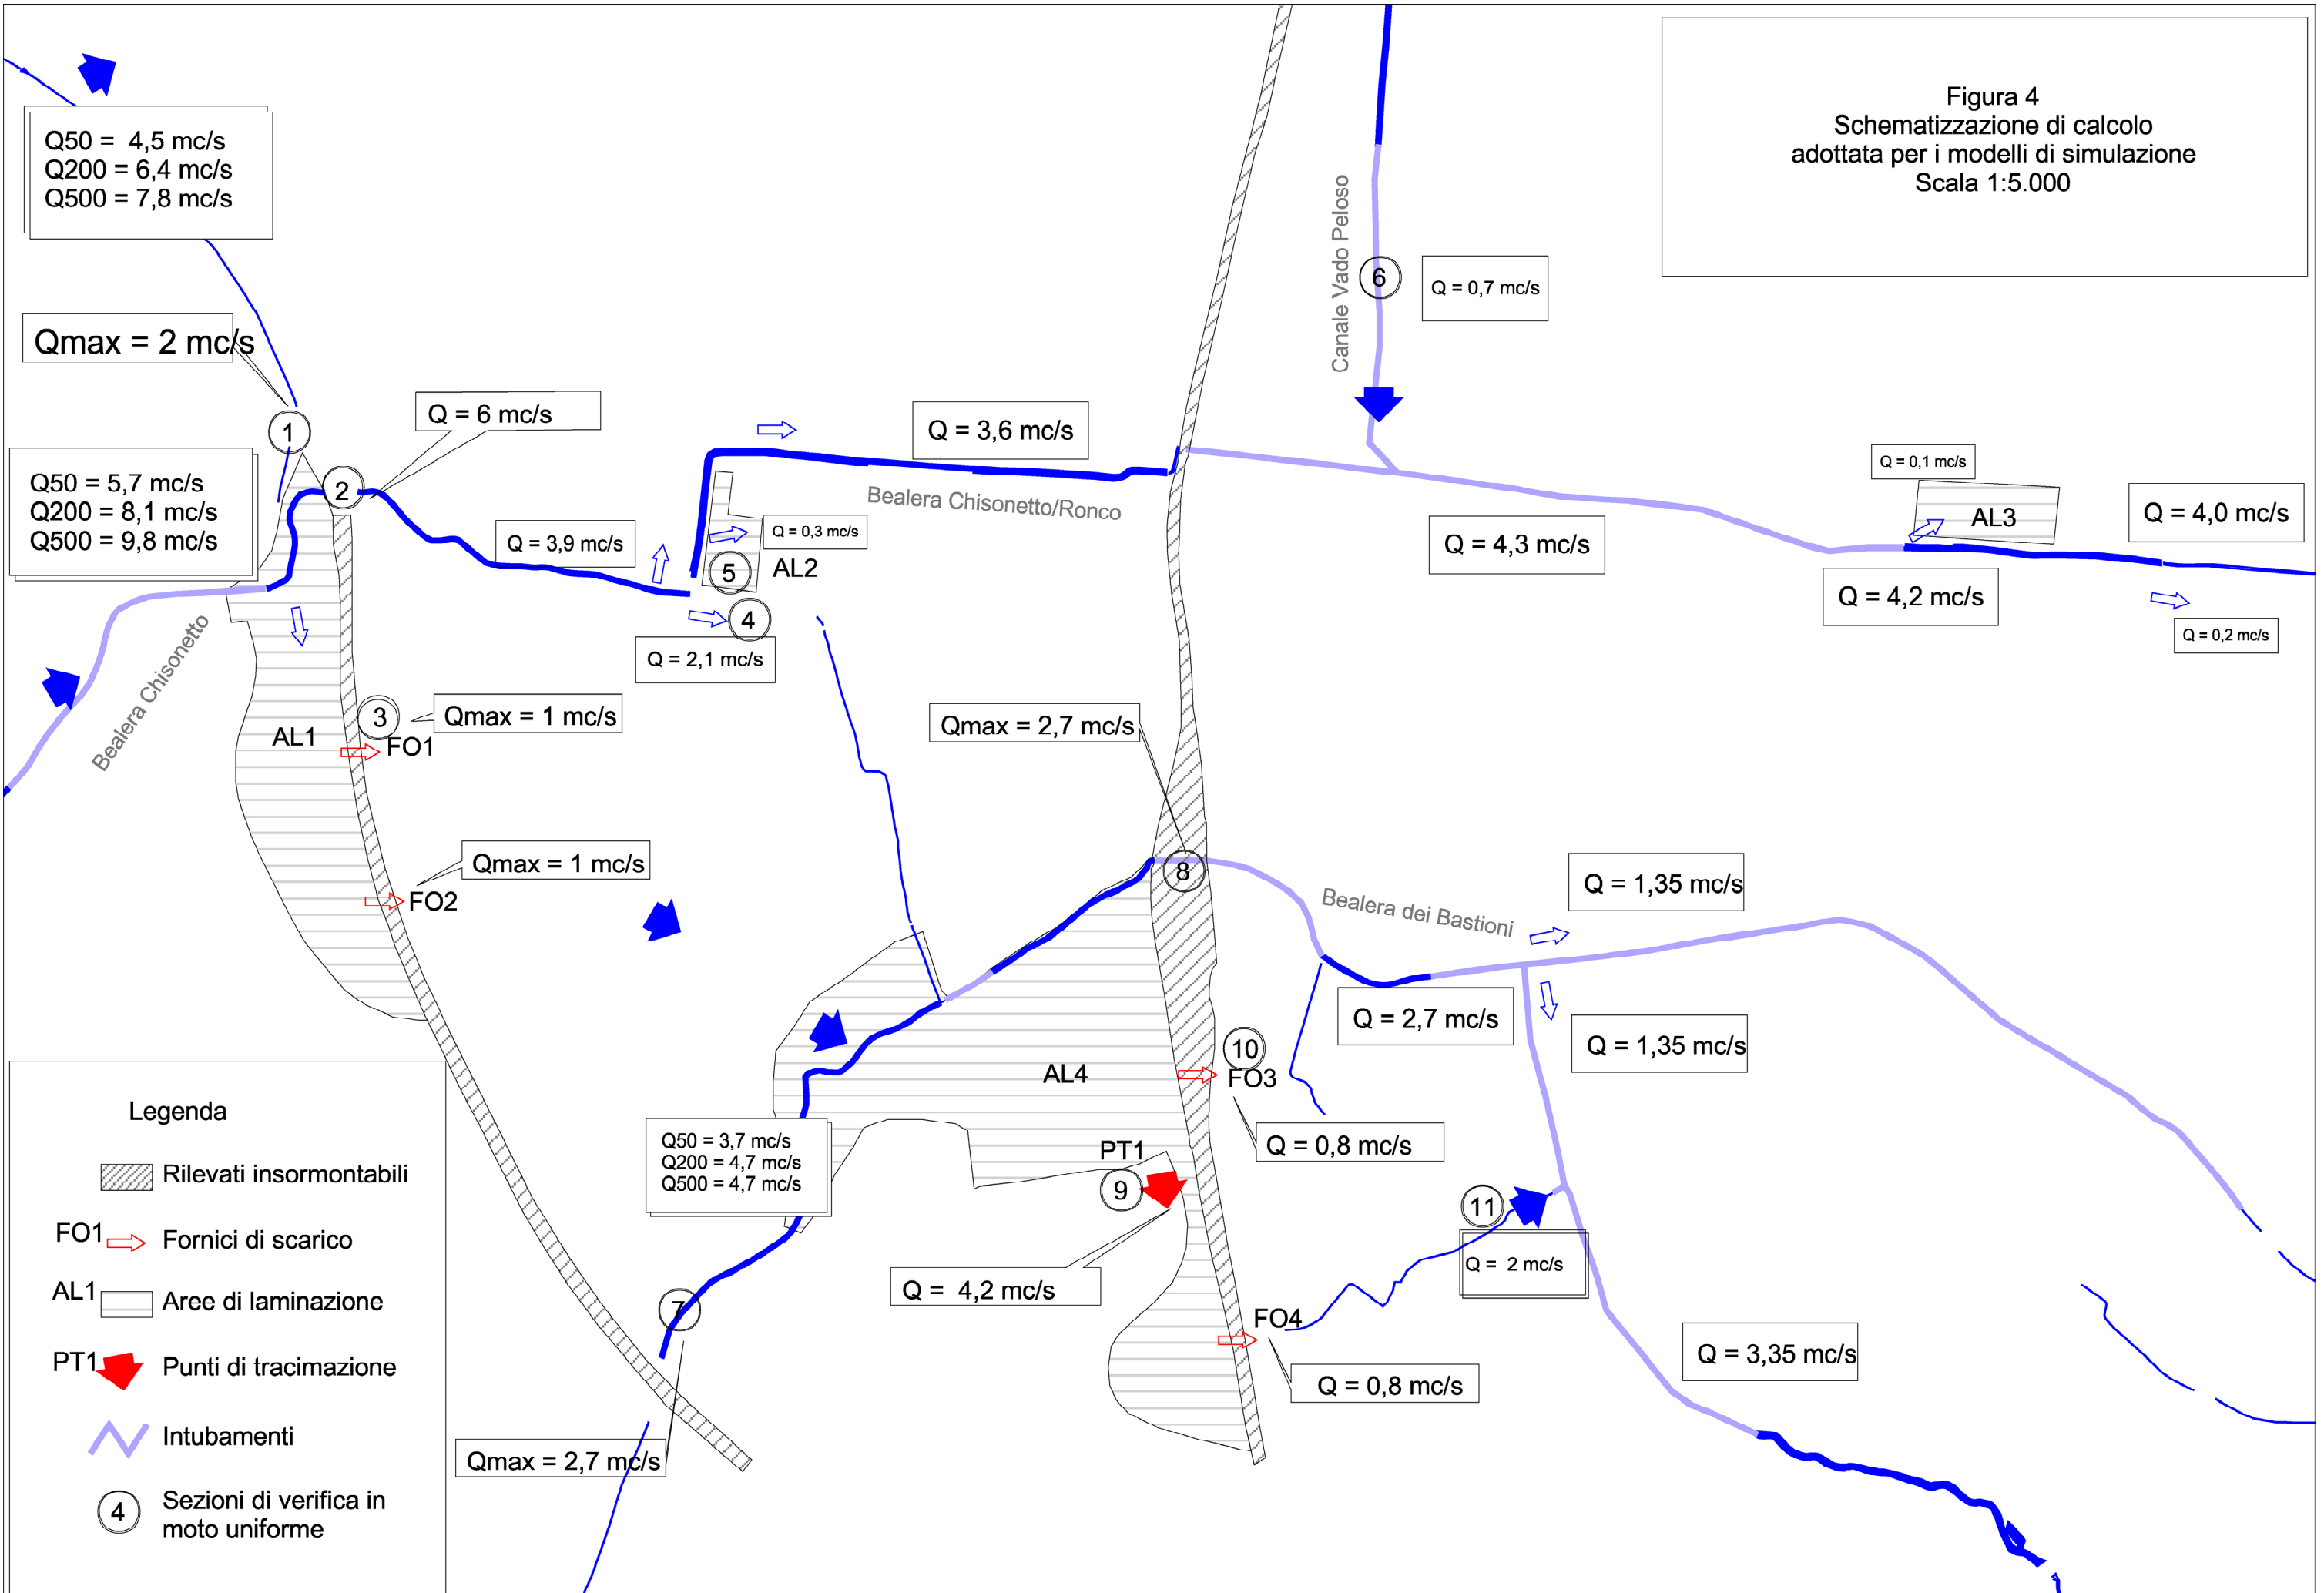 Figura 4
Schematizzazione di calcolo
adottata per i modelli di simulazione
Scala 1:5.000
Q50 = 4,5 mc/s
Q200 = 6,4 mc/s
Q500 = 7,8 mc/s
Canale Vado Peloso
6
Q = 0,7 mc/s
Qmax = 2 mc/s
1
Q = 6 mc/s
Q = 3,6 mc/s
Q50 = 5,7 mc/s
Q200 = 8,1 mc/s
Q500 = 9,8 mc/s
2
Bealera Chisonetto/Ronco
Q = 0,1 mc/s
AL3
Q = 4,0 mc/s
Q = 3,9 mc/s
Q = 0,3 mc/s
5
AL2
Q = 4,3 mc/s
Q = 4,2 mc/s
Q = 0,2 mc/s
4
Q = 2,1 mc/s
Bealera Chisonetto
AL1
3
FO1
Qmax = 1 mc/s
Qmax = 2,7 mc/s
Qmax = 1 mc/s
FO2
8
Bealera dei Bastioni
Q = 1,35 mc/s
Q = 2,7 mc/s
Q = 1,35 mc/s
AL4
10
FO3
Q = 0,8 mc/s
Q50 = 3,7 mc/s
Q200 = 4,7 mc/s
Q500 = 4,7 mc/s
PT1
9
11
Q = 2 mc/s
Q = 4,2 mc/s
7
FO4
Q = 0,8 mc/s
Q = 3,35 mc/s
Qmax = 2,7 mc/s
Legenda
Rilevati insormontabili
FO1 Fornici di scarico
AL1 Aree di laminazione
PT1 Punti di tracimazione
Intubamenti
4 Sezioni di verifica in
moto uniforme